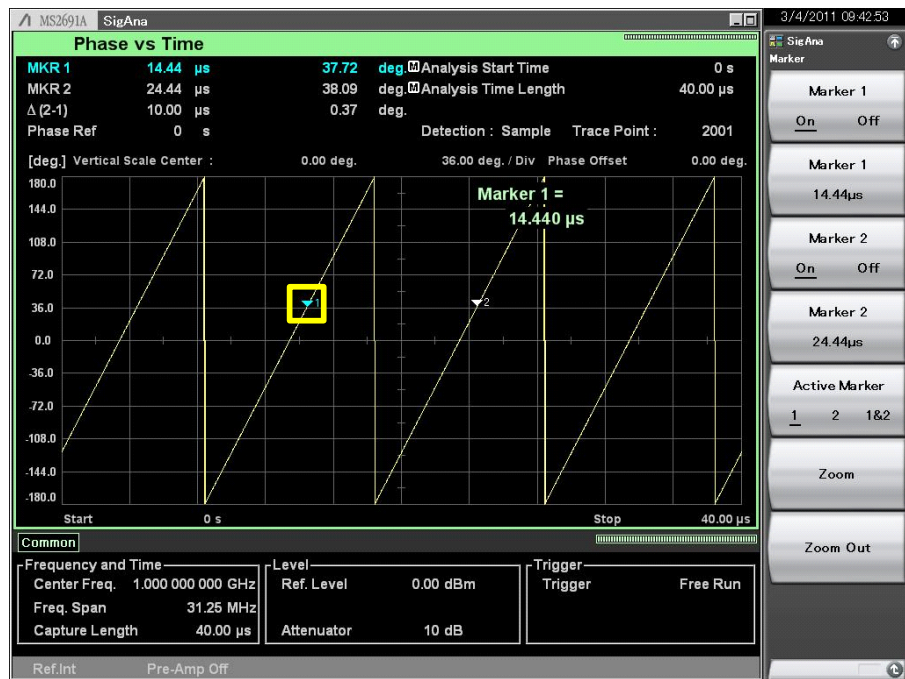 MS2691A SigAna 3/4/2011 09:42:53
Phase vs Time
MKR 1 14.44 µs 37.72 deg. M Analysis Start Time 0 s
MKR 2 24.44 µs 38.09 deg. M Analysis Time Length 40.00 µs
Δ (2-1) 10.00 µs 0.37 deg.
Phase Ref 0 s Detection : Sample Trace Point : 2001
[deg.] Vertical Scale Center : 0.00 deg. 36.00 deg. / Div Phase Offset 0.00 deg.
180.0
144.0
108.0
72.0
36.0
0.0
-36.0
-72.0
-108.0
-144.0
-180.0
Marker 1 =
14.440 µs
1
2
Start 0 s Stop 40.00 µs
Common
Frequency and Time
Center Freq. 1.000 000 000 GHz
Freq. Span 31.25 MHz
Capture Length 40.00 µs
Level
Ref. Level 0.00 dBm
Attenuator 10 dB
Trigger
Trigger Free Run
Ref.Int Pre-Amp Off
SigAna
Marker
Marker 1
On Off
Marker 1
14.44µs
Marker 2
On Off
Marker 2
24.44µs
Active Marker
1 2 1&2
Zoom
Zoom Out